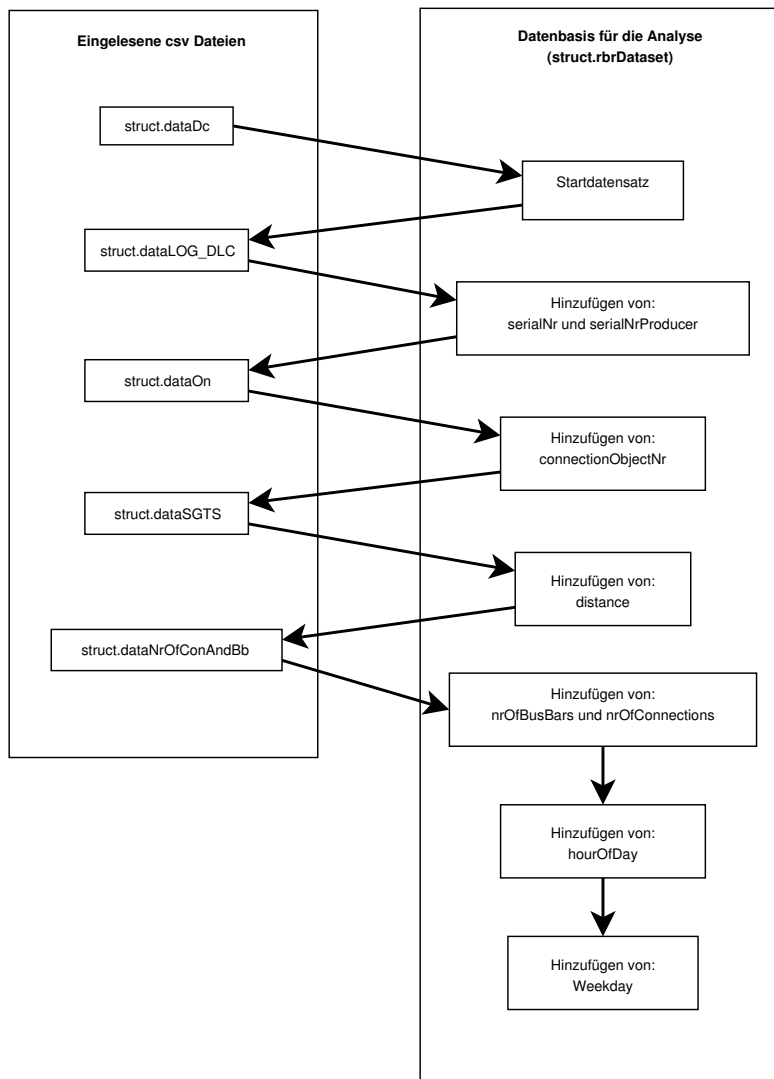 Eingelesene csv Dateien
Datenbasis für die Analyse
(struct.rbrDataset)
struct.dataDc
Startdatensatz
struct.dataLOG_DLC
Hinzufügen von:
serialNr und serialNrProducer
struct.dataOn
Hinzufügen von:
connectionObjectNr
struct.dataSGTS
Hinzufügen von:
distance
struct.dataNrOfConAndBb
Hinzufügen von:
nrOfBusBars und nrOfConnections
Hinzufügen von:
hourOfDay
Hinzufügen von:
Weekday